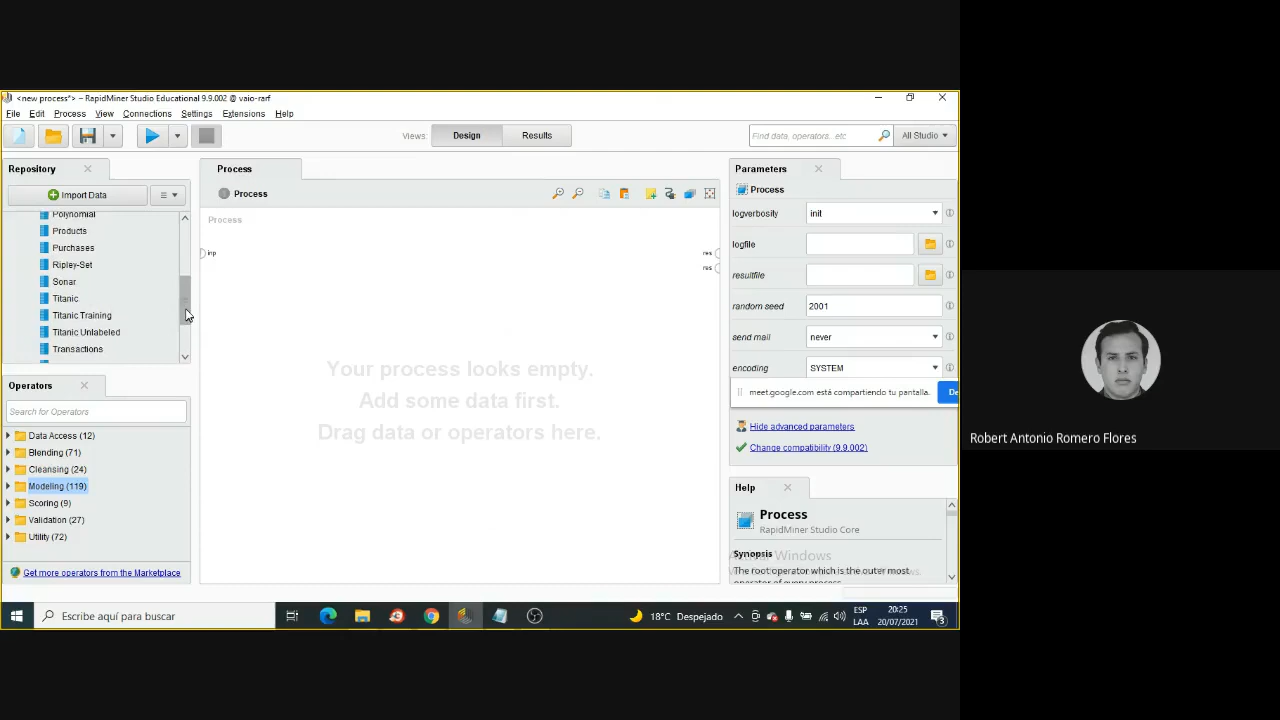 <new process*> – RapidMiner Studio Educational 9.9.002 @ vaio-rarf
File Edit Process View Connections Settings Extensions Help
Views: Design Results
Find data, operators...etc
All Studio
Repository
Import Data
Polynomial
Products
Purchases
Ripley-Set
Sonar
Titanic
Titanic Training
Titanic Unlabeled
Transactions
Operators
Search for Operators
Data Access (12)
Blending (71)
Cleansing (24)
Modeling (119)
Scoring (9)
Validation (27)
Utility (72)
Get more operators from the Marketplace
Process
Process
Process
inp
res
res
Your process looks empty.
Add some data first.
Drag data or operators here.
Parameters
Process
logverbosity init
logfile
resultfile
random seed 2001
send mail never
encoding SYSTEM
meet.google.com está compartiendo tu pantalla.
De
Hide advanced parameters
Change compatibility (9.9.002)
Help
Process
RapidMiner Studio Core
Synopsis
The root operator which is the outer most
operator of every process.
Escribe aquí para buscar
18°C Despejado
ESP
LAA
20:25
20/07/2021
3
Robert Antonio Romero Flores